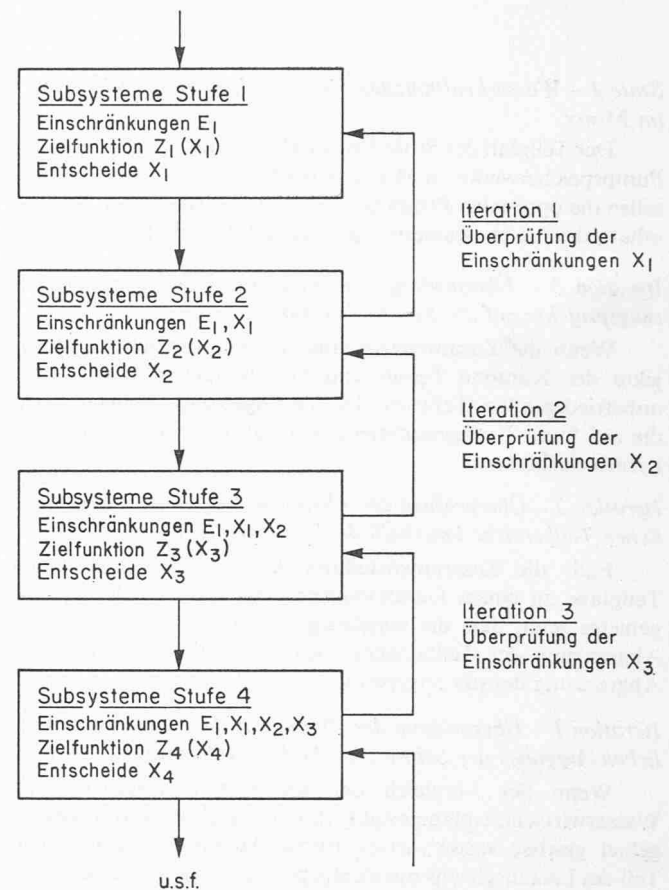 Subsysteme Stufe 1
Einschränkungen E1
Zielfunktion Z1(X1)
Entscheide X1
Iteration 1
Überprüfung der
Einschränkungen X1
Subsysteme Stufe 2
Einschränkungen E1, X1
Zielfunktion Z2(X2)
Entscheide X2
Iteration 2
Überprüfung der
Einschränkungen X2
Subsysteme Stufe 3
Einschränkungen E1, X1, X2
Zielfunktion Z3(X3)
Entscheide X3
Iteration 3
Überprüfung der
Einschränkungen X3
Subsysteme Stufe 4
Einschränkungen E1, X1, X2, X3
Zielfunktion Z4(X4)
Entscheide X4
u.s.f.